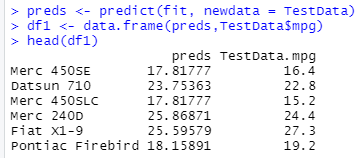 > preds <- predict(fit, newdata = TestData)
> df1 <- data.frame(preds,TestData$mpg)
> head(df1)
preds TestData.mpg
Merc 450SE 17.81777 16.4
Datsun 710 23.75363 22.8
Merc 450SLC 17.81777 15.2
Merc 240D 25.86871 24.4
Fiat X1-9 25.59579 27.3
Pontiac Firebird 18.15891 19.2